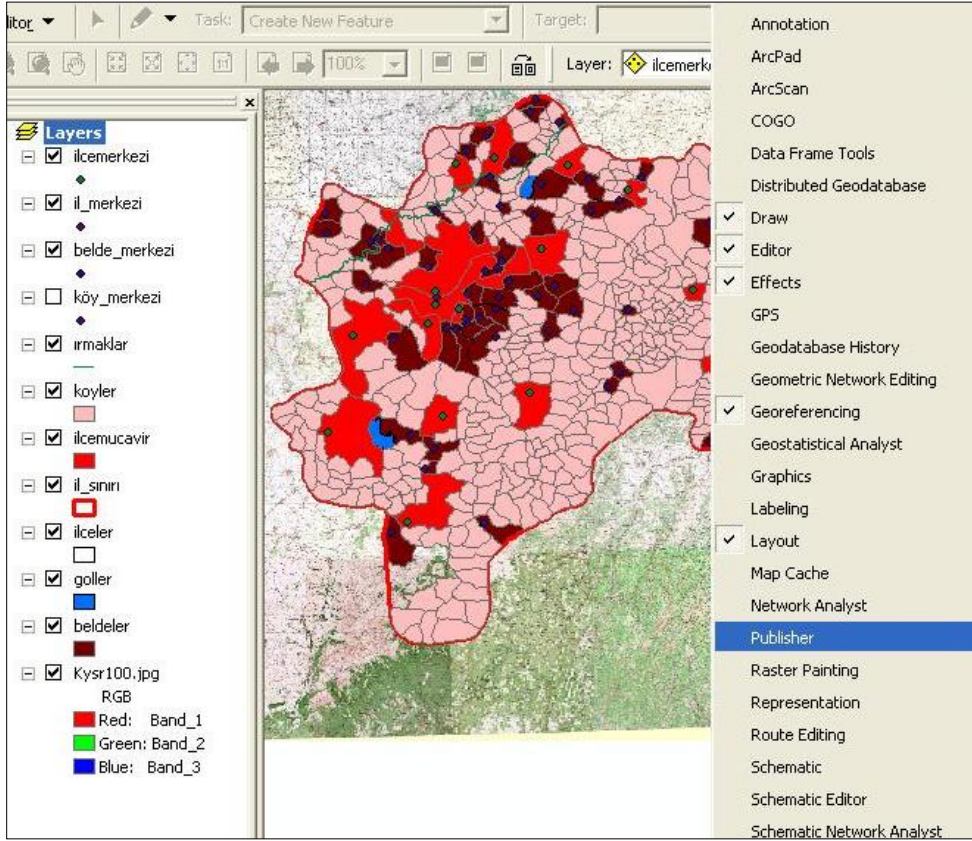 itor
Task: Create New Feature Target:
100% Layer: ilcemerk
Layers
ilcemerkezi
il_merkezi
belde_merkezi
köy_merkezi
ırmaklar
koyler
ilcemucavir
il_sınırı
ilceler
goller
beldeler
Kysr100.jpg
RGB
Red: Band_1
Green: Band_2
Blue: Band_3
Annotation
ArcPad
ArcScan
COGO
Data Frame Tools
Distributed Geodatabase
Draw
Editor
Effects
GPS
Geodatabase History
Geometric Network Editing
Georeferencing
Geostatistical Analyst
Graphics
Labeling
Layout
Map Cache
Network Analyst
Publisher
Raster Painting
Representation
Route Editing
Schematic
Schematic Editor
Schematic Network Analyst